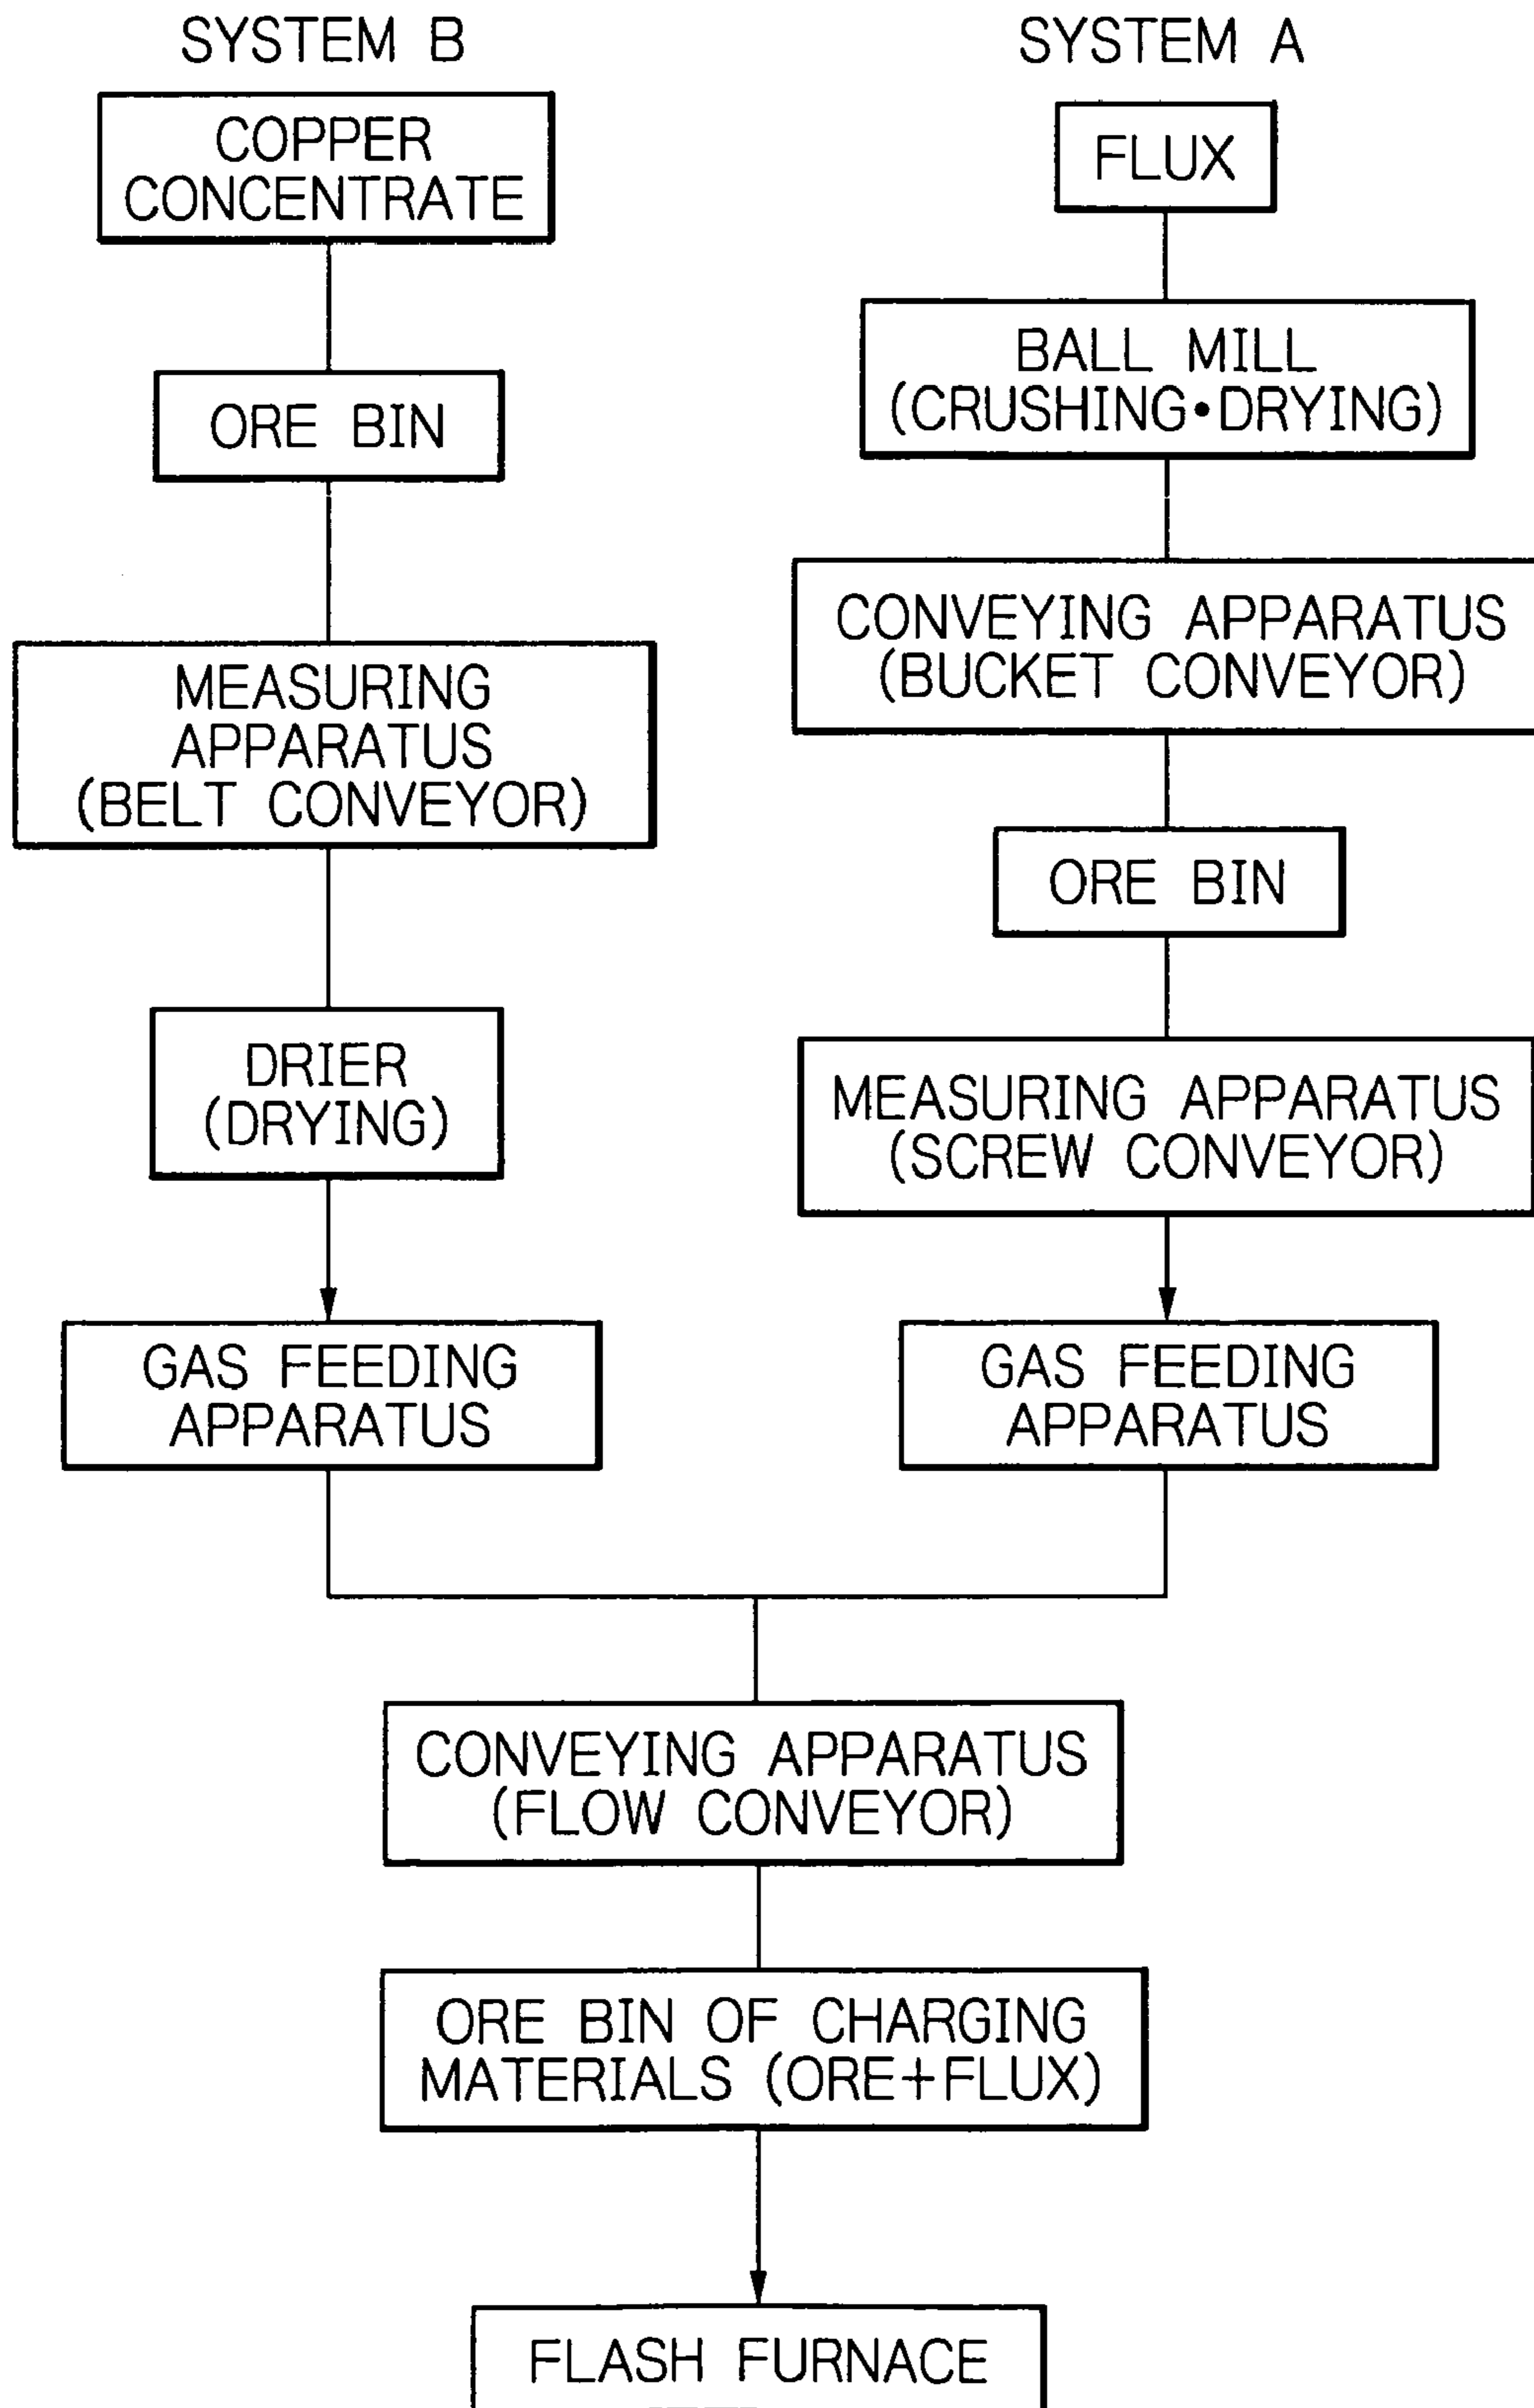 SYSTEM B
COPPER
CONCENTRATE
ORE BIN
MEASURING
APPARATUS
(BELT CONVEYOR)
DRIER
(DRYING)
GAS FEEDING
APPARATUS
SYSTEM A
FLUX
BALL MILL
(CRUSHING•DRYING)
CONVEYING APPARATUS
(BUCKET CONVEYOR)
ORE BIN
MEASURING APPARATUS
(SCREW CONVEYOR)
GAS FEEDING
APPARATUS
CONVEYING APPARATUS
(FLOW CONVEYOR)
ORE BIN OF CHARGING
MATERIALS (ORE+FLUX)
FLASH FURNACE